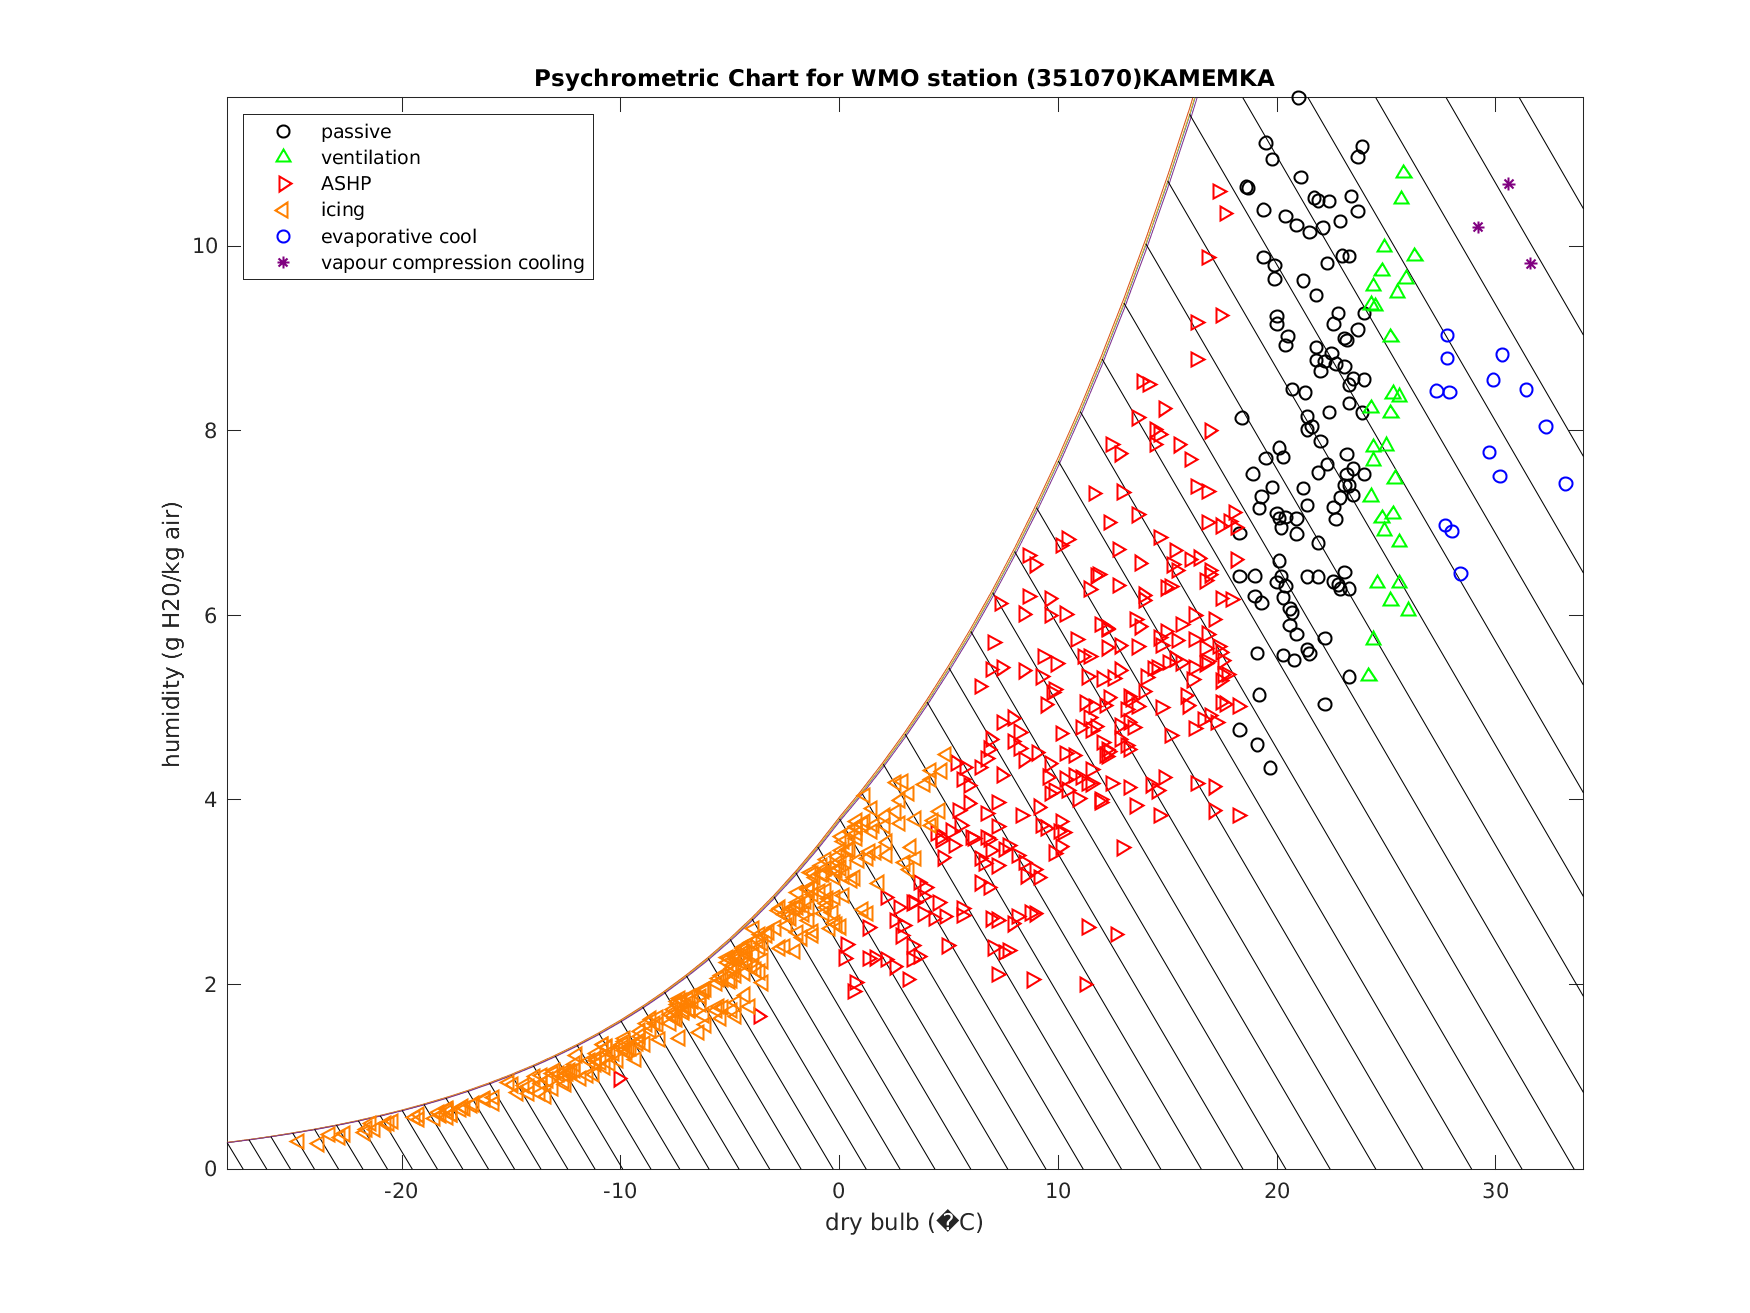 Psychrometric Chart for WMO station (351070)KAMEMKA
passive
ventilation
ASHP
icing
evaporative cool
vapour compression cooling
humidity (g H20/kg air)
10
8
6
4
2
0
-20 -10 0 10 20 30
dry bulb (�C)